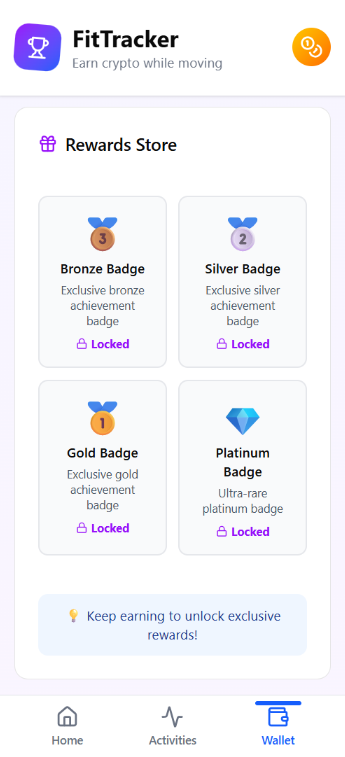 FitTracker
Earn crypto while moving
Rewards Store
3
Bronze Badge
Exclusive bronze
achievement
badge
Locked
2
Silver Badge
Exclusive silver
achievement
badge
Locked
1
Gold Badge
Exclusive gold
achievement
badge
Locked
Platinum
Badge
Ultra-rare
platinum badge
Locked
Keep earning to unlock exclusive
rewards!
Home
Activities
Wallet